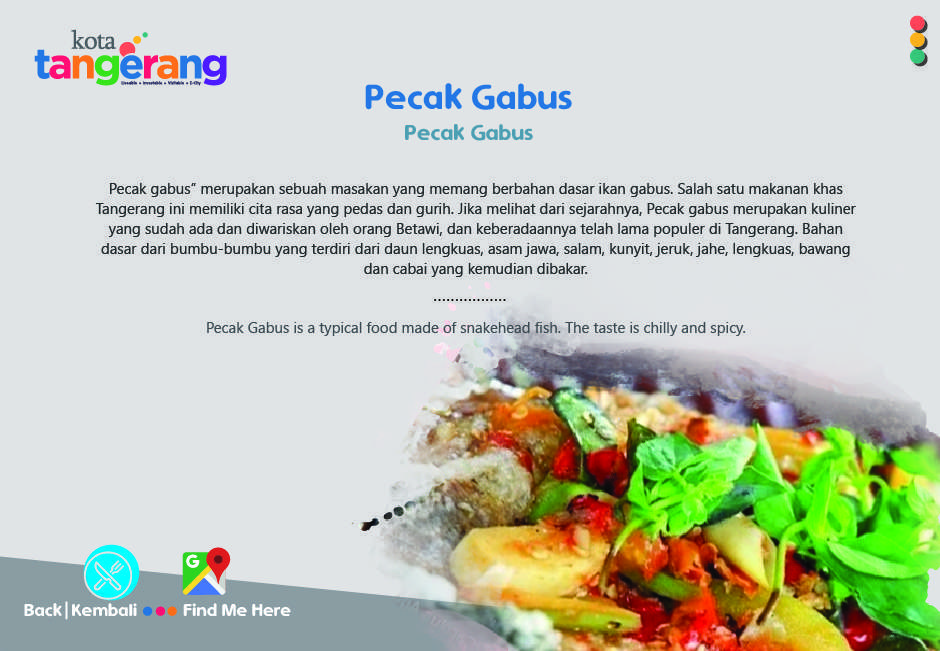 kota
tangerang
Liveable • Investable • Visitable • E-City
Pecak Gabus
Pecak Gabus
Pecak gabus” merupakan sebuah masakan yang memang berbahan dasar ikan gabus. Salah satu makanan khas
Tangerang ini memiliki cita rasa yang pedas dan gurih. Jika melihat dari sejarahnya, Pecak gabus merupakan kuliner
yang sudah ada dan diwariskan oleh orang Betawi, dan keberadaannya telah lama populer di Tangerang. Bahan
dasar dari bumbu-bumbu yang terdiri dari daun lengkuas, asam jawa, salam, kunyit, jeruk, jahe, lengkuas, bawang
dan cabai yang kemudian dibakar.
.................
Pecak Gabus is a typical food made of snakehead fish. The taste is chilly and spicy.
G
Back|Kembali
Find Me Here